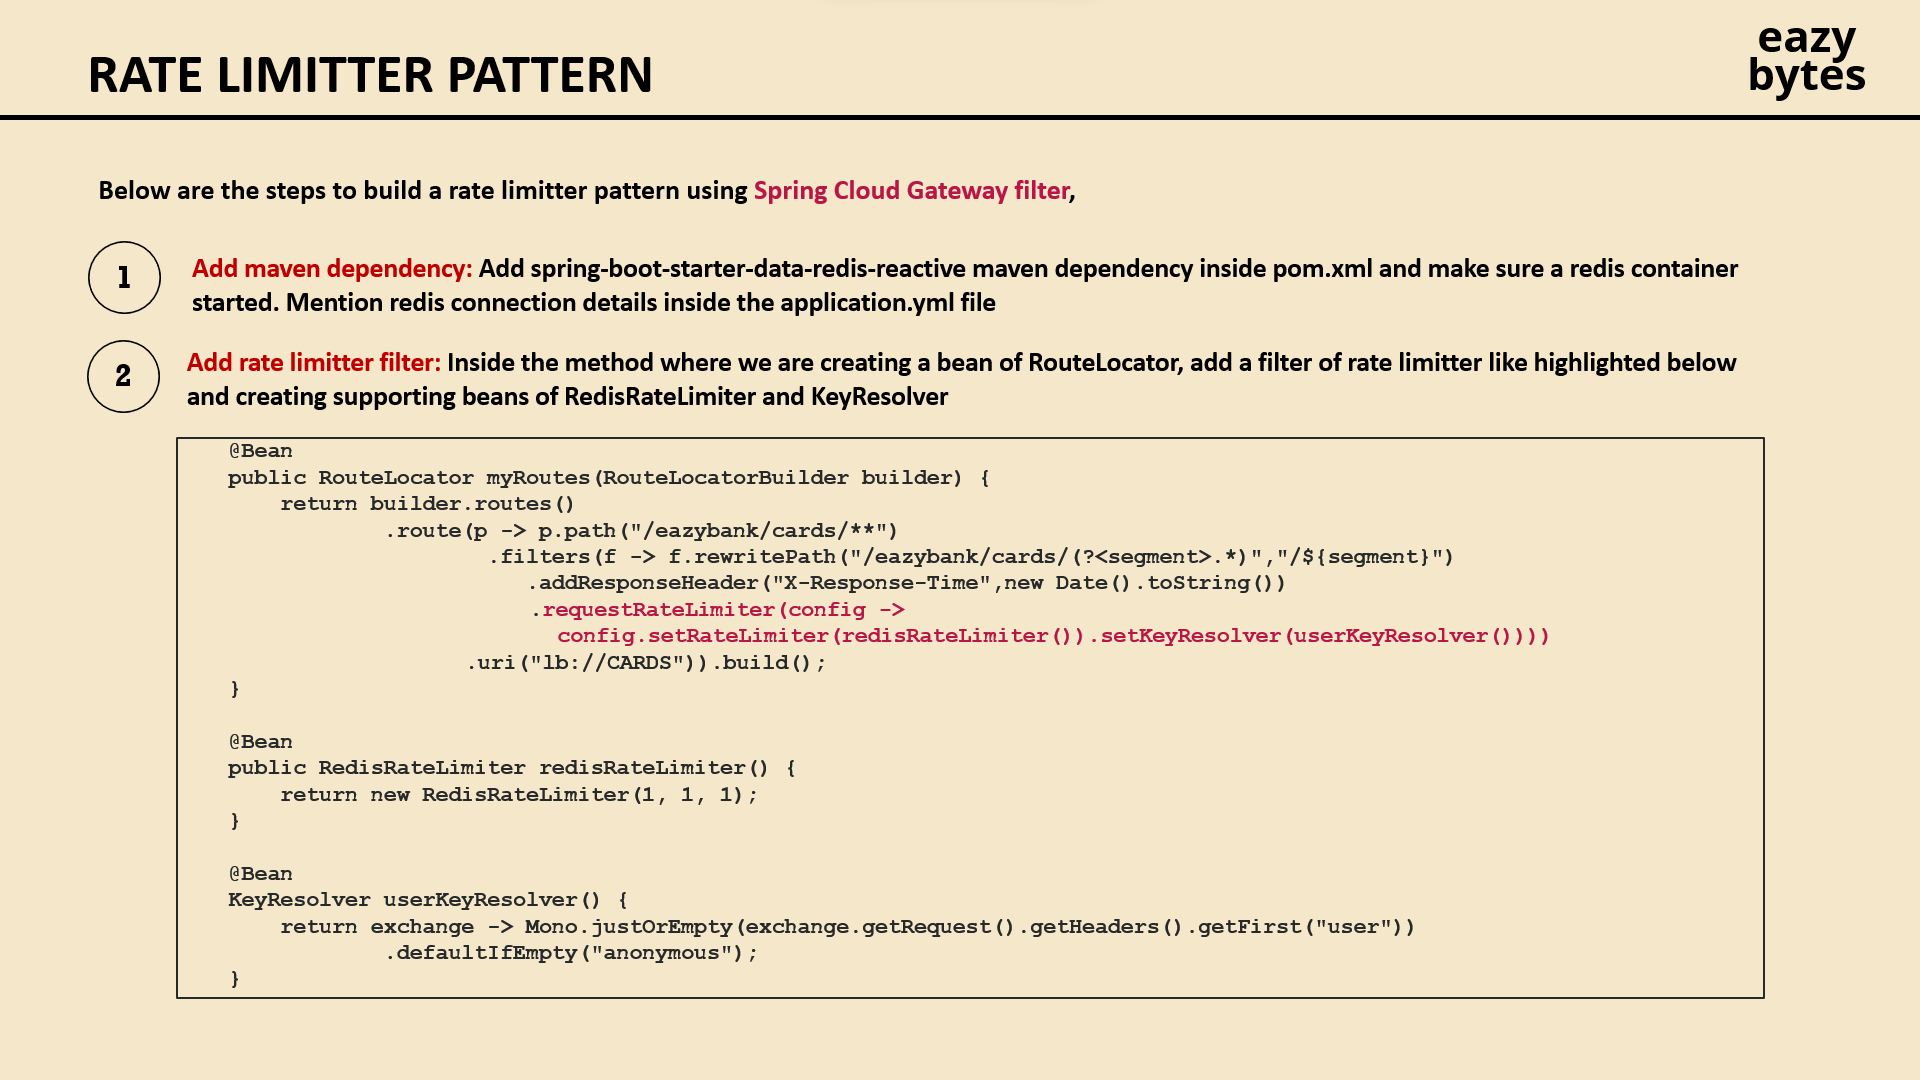 RATE LIMITTER PATTERN
eazy
bytes
Below are the steps to build a rate limitter pattern using Spring Cloud Gateway filter,
1
Add maven dependency: Add spring-boot-starter-data-redis-reactive maven dependency inside pom.xml and make sure a redis container
started. Mention redis connection details inside the application.yml file
2
Add rate limitter filter: Inside the method where we are creating a bean of RouteLocator, add a filter of rate limitter like highlighted below
and creating supporting beans of RedisRateLimiter and KeyResolver
@Bean
public RouteLocator myRoutes(RouteLocatorBuilder builder) {
return builder.routes()
.route(p -> p.path("/eazybank/cards/**")
.filters(f -> f.rewritePath("/eazybank/cards/(?<segment>.*)","/${segment}")
.addResponseHeader("X-Response-Time",new Date().toString())
.requestRateLimiter(config ->
config.setRateLimiter(redisRateLimiter()).setKeyResolver(userKeyResolver())))
.uri("lb://CARDS")).build();
}
@Bean
public RedisRateLimiter redisRateLimiter() {
return new RedisRateLimiter(1, 1, 1);
}
@Bean
KeyResolver userKeyResolver() {
return exchange -> Mono.justOrEmpty(exchange.getRequest().getHeaders().getFirst("user"))
.defaultIfEmpty("anonymous");
}